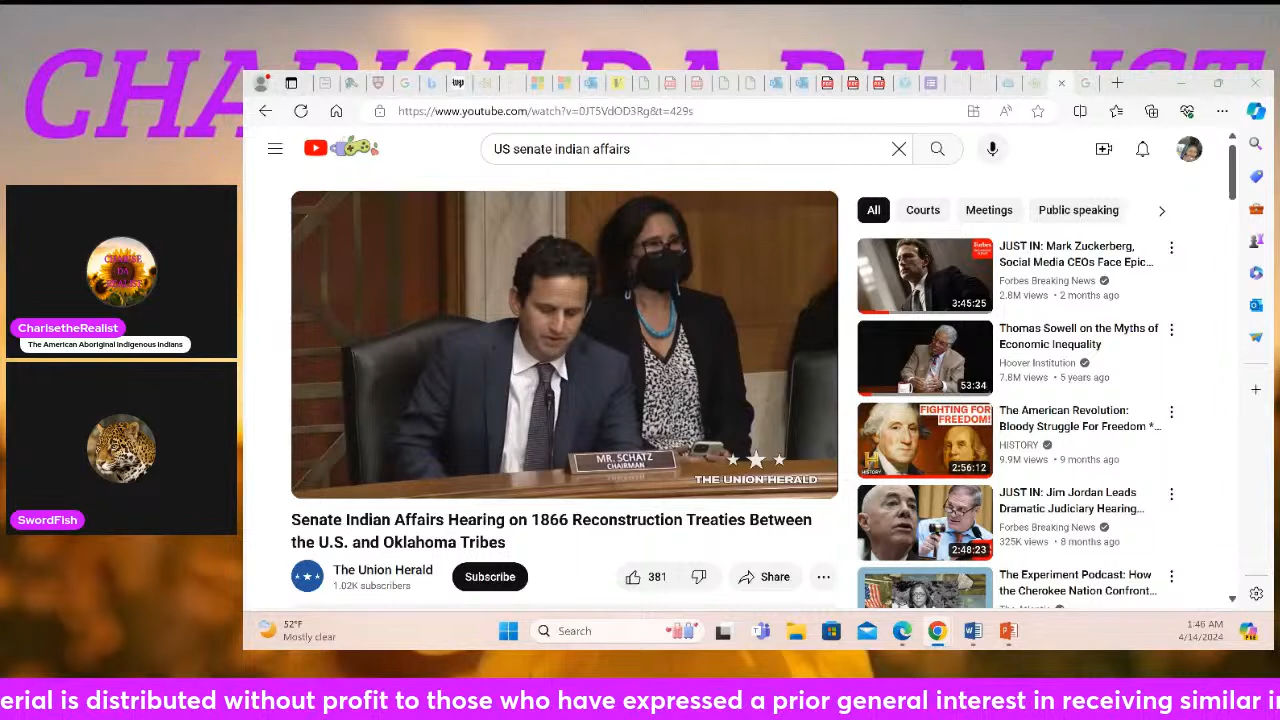 CHARISE DA REALIST
https://www.youtube.com/watch?v=0JT5VdOD3Rg&t=429s
US senate indian affairs
CHARISE
DA
REALIST
CharisetheRealist
The American Aboriginal Indigenous Indians
SwordFish
MR. SCHATZ
CHAIRMAN
THE UNION HERALD
Senate Indian Affairs Hearing on 1866 Reconstruction Treaties Between
the U.S. and Oklahoma Tribes
The Union Herald
1.02K subscribers
Subscribe
381
Share
All
Courts
Meetings
Public speaking
Forbes
3:45:25
JUST IN: Mark Zuckerberg,
Social Media CEOs Face Epic...
Forbes Breaking News
2.8M views • 2 months ago
53:34
Thomas Sowell on the Myths of
Economic Inequality
Hoover Institution
7.8M views • 5 years ago
FIGHTING FOR
FREEDOM!
HISTORY
2:56:12
The American Revolution:
Bloody Struggle For Freedom *...
HISTORY
9.9M views • 9 months ago
2:48:23
JUST IN: Jim Jordan Leads
Dramatic Judiciary Hearing...
Forbes Breaking News
325K views • 8 months ago
The Experiment Podcast: How
the Cherokee Nation Confront...
The Atlantic
52°F
Mostly clear
Search
1:46 AM
4/14/2024
erial is distributed without profit to those who have expressed a prior general interest in receiving similar i